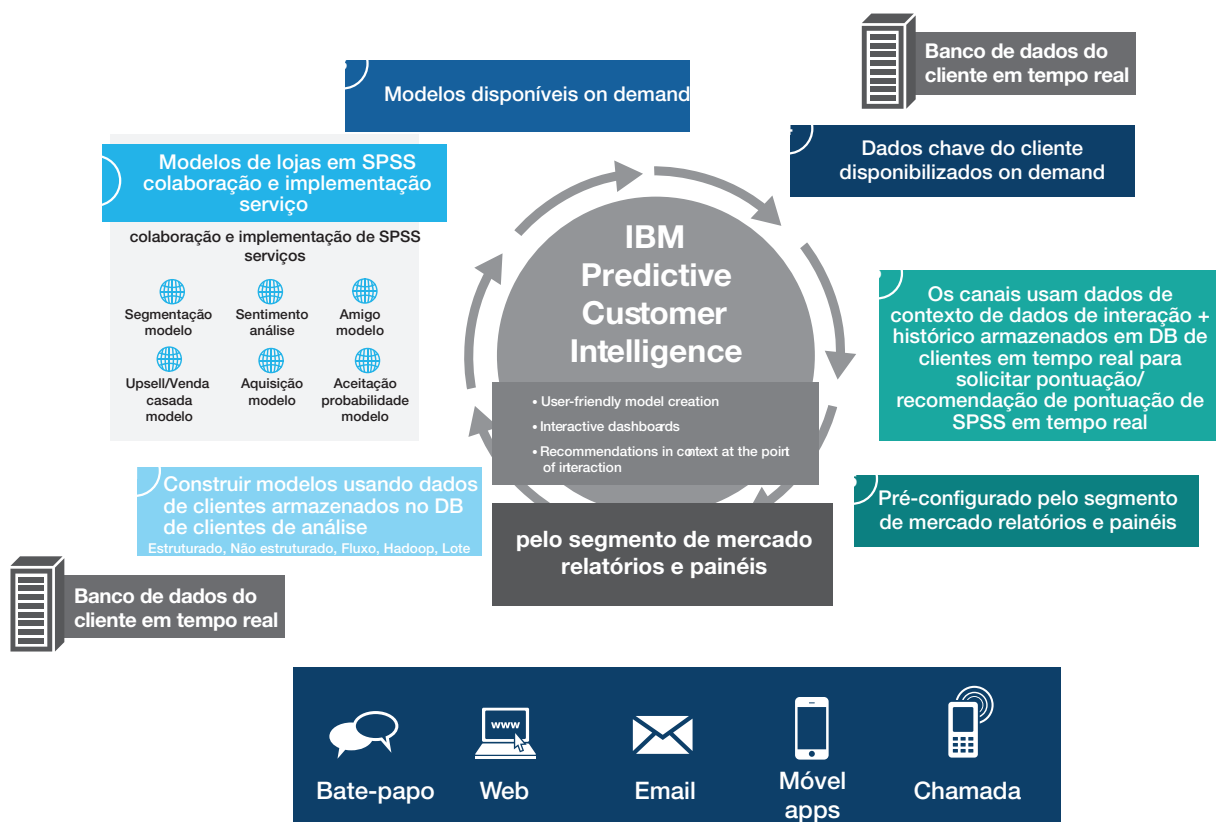 Banco de dados do
cliente em tempo real
Modelos disponíveis on demand
Dados chave do cliente
disponibilizados on demand
Modelos de lojas em SPSS
colaboração e implementação
serviço
colaboração e implementação de SPSS
serviços
Segmentação
modelo
Sentimento
análise
Amigo
modelo
Upsell/Venda
casada
modelo
Aquisição
modelo
Aceitação
probabilidade
modelo
IBM
Predictive
Customer
Intelligence
• User-friendly model creation
• Interactive dashboards
• Recommendations in context at the point
of interaction
Os canais usam dados de
contexto de dados de interação +
histórico armazenados em DB de
clientes em tempo real para
solicitar pontuação/
recomendação de pontuação de
SPSS em tempo real
Construir modelos usando dados
de clientes armazenados no DB
de clientes de análise
Estruturado, Não estruturado, Fluxo, Hadoop, Lote
Pré-configurado pelo segmento
de mercado relatórios e painéis
pelo segmento de mercado
relatórios e painéis
Banco de dados do
cliente em tempo real
www
Bate-papo
Web
Email
Móvel
apps
Chamada